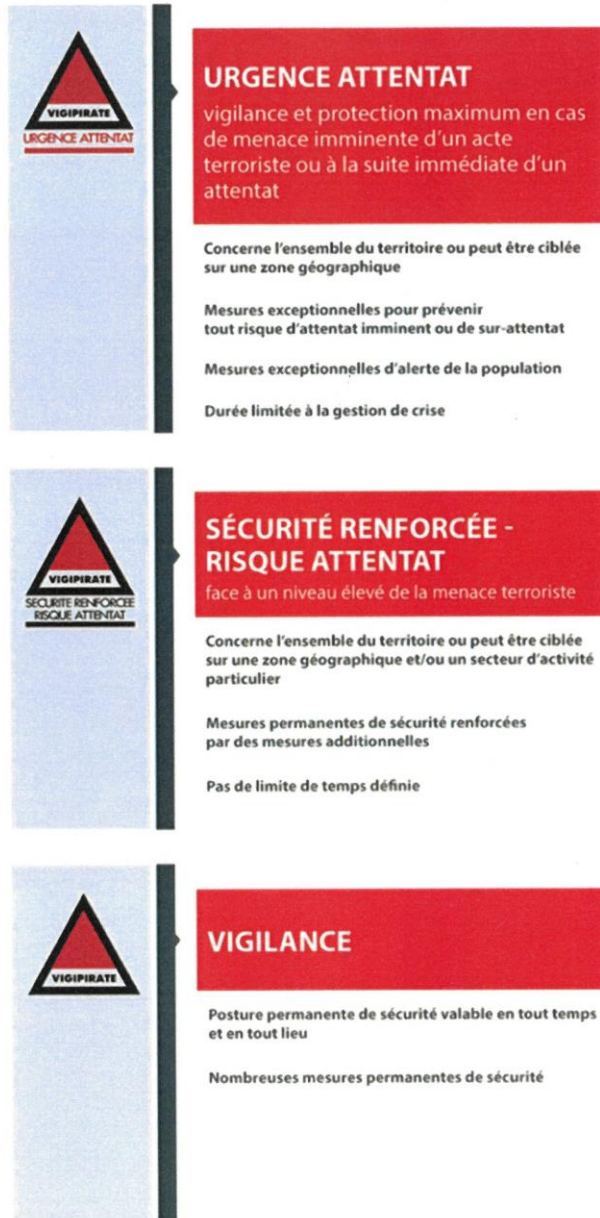 VIGIPIRATE
URGENCE ATTENTAT
URGENCE ATTENTAT
vigilance et protection maximum en cas
de menace imminente d'un acte
terroriste ou à la suite immédiate d'un
attentat
Concerne l'ensemble du territoire ou peut être ciblée
sur une zone géographique
Mesures exceptionnelles pour prévenir
tout risque d'attentat imminent ou de sur-attentat
Mesures exceptionnelles d'alerte de la population
Durée limitée à la gestion de crise
VIGIPIRATE
SECURITE RENFORCEE
RISQUE ATTENTAT
SÉCURITÉ RENFORCÉE -
RISQUE ATTENTAT
face à un niveau élevé de la menace terroriste
Concerne l'ensemble du territoire ou peut être ciblée
sur une zone géographique et/ou un secteur d'activité
particulier
Mesures permanentes de sécurité renforcées
par des mesures additionnelles
Pas de limite de temps définie
VIGIPIRATE
VIGILANCE
Posture permanente de sécurité valable en tout temps
et en tout lieu
Nombreuses mesures permanentes de sécurité